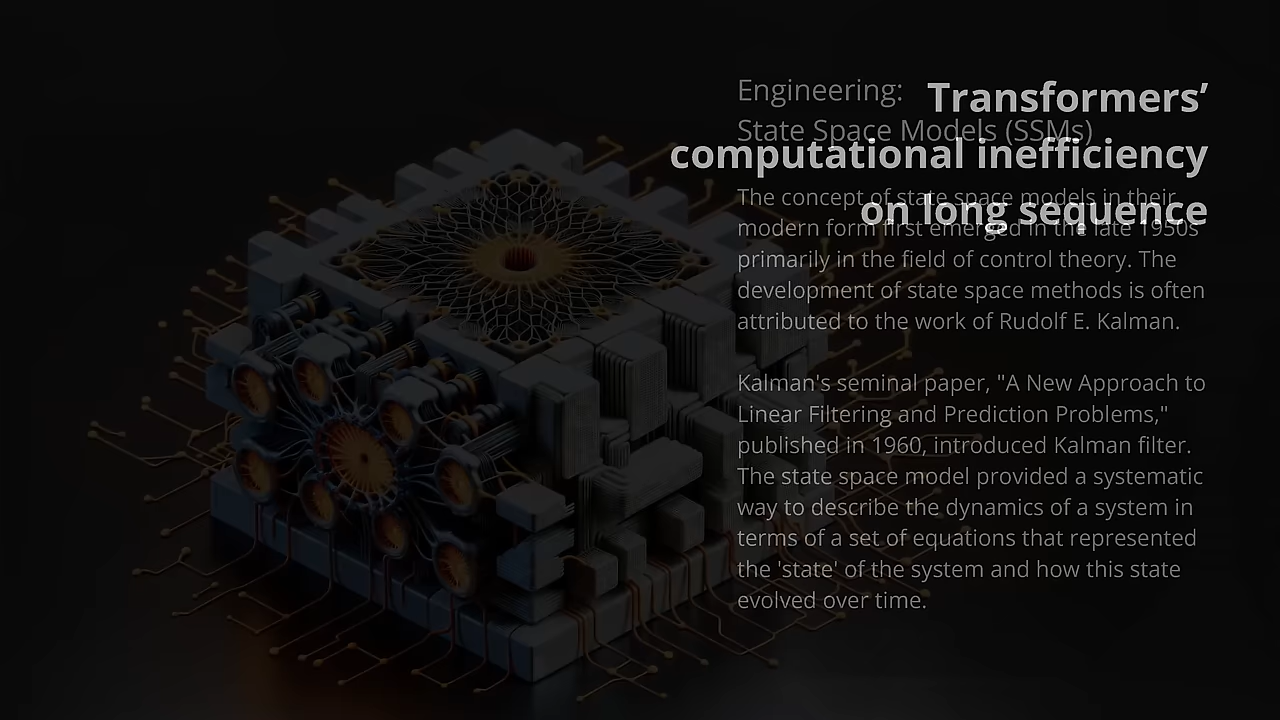 Transformers’
computational inefficiency
on long sequence
Engineering:
State Space Models (SSMs)
The concept of state space models in their
modern form first emerged in the late 1950s
primarily in the field of control theory. The
development of state space methods is often
attributed to the work of Rudolf E. Kalman.
Kalman's seminal paper, "A New Approach to
Linear Filtering and Prediction Problems,"
published in 1960, introduced Kalman filter.
The state space model provided a systematic
way to describe the dynamics of a system in
terms of a set of equations that represented
the 'state' of the system and how this state
evolved over time.